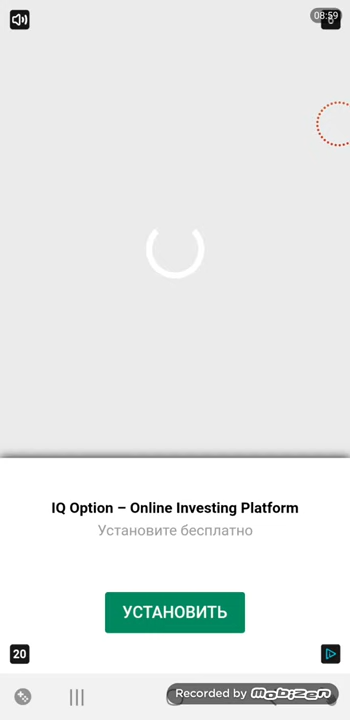 08:59
IQ Option – Online Investing Platform
Установите бесплатно
УСТАНОВИТЬ
20
Recorded by mobizen